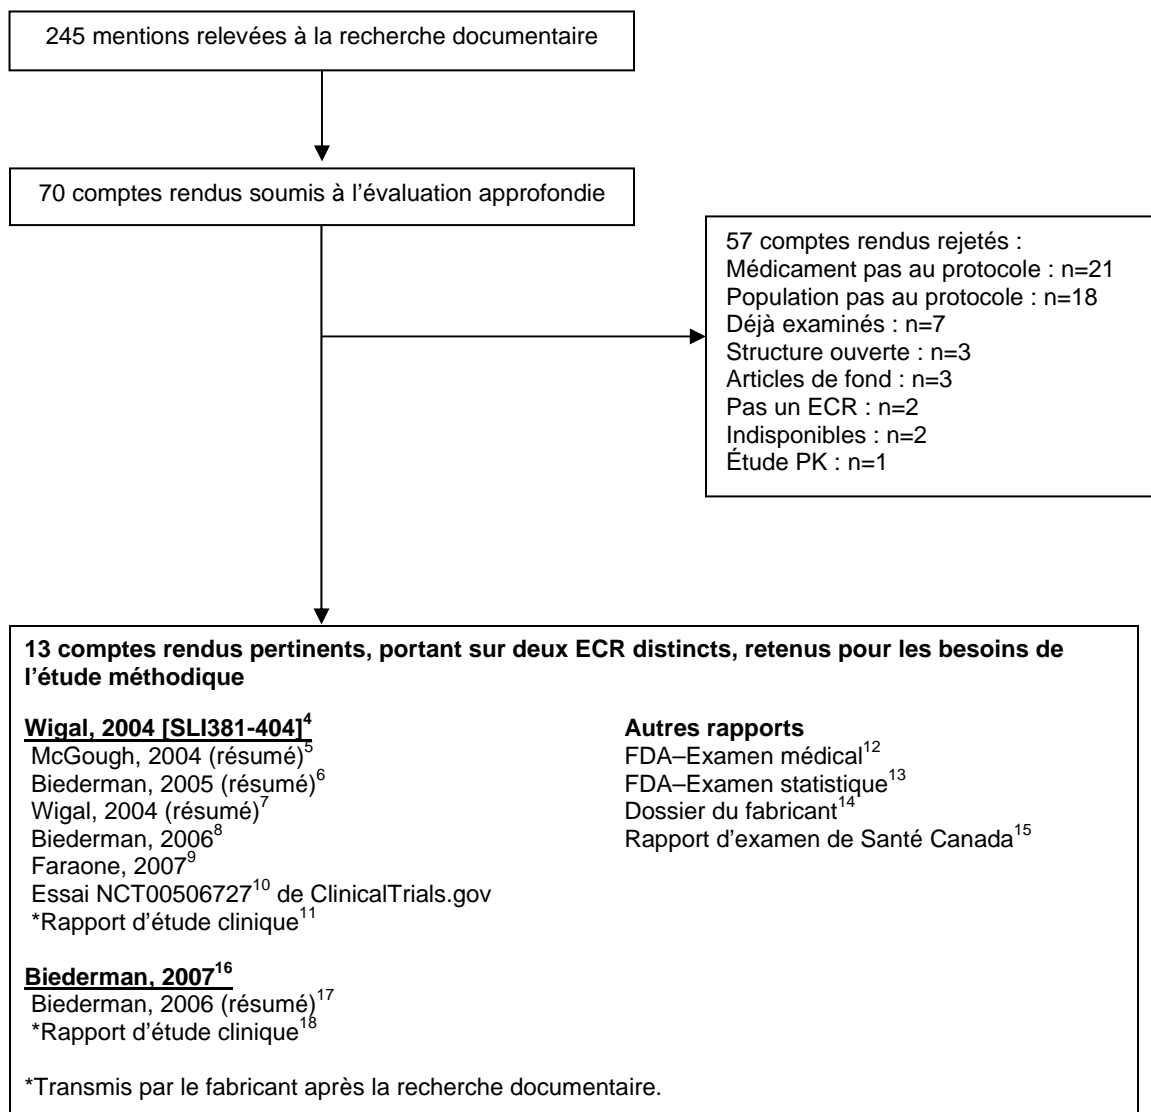 245 mentions relevées à la recherche documentaire
70 comptes rendus soumis à l'évaluation approfondie
57 comptes rendus rejetés :
Médicament pas au protocole : n=21
Population pas au protocole : n=18
Déjà examinés : n=7
Structure ouverte : n=3
Articles de fond : n=3
Pas un ECR : n=2
Indisponibles : n=2
Étude PK : n=1
13 comptes rendus pertinents, portant sur deux ECR distincts, retenus pour les besoins de
l'étude méthodique
Wigal, 2004 [SLI381-404]4
McGough, 2004 (résumé)5
Biederman, 2005 (résumé)6
Wigal, 2004 (résumé)7
Biederman, 20068
Faraone, 20079
Essai NCT0050672710 de ClinicalTrials.gov
*Rapport d'étude clinique11
Biederman, 200716
Biederman, 2006 (résumé)17
*Rapport d'étude clinique18
Autres rapports
FDA–Examen médical12
FDA–Examen statistique13
Dossier du fabricant14
Rapport d'examen de Santé Canada15
*Transmis par le fabricant après la recherche documentaire.